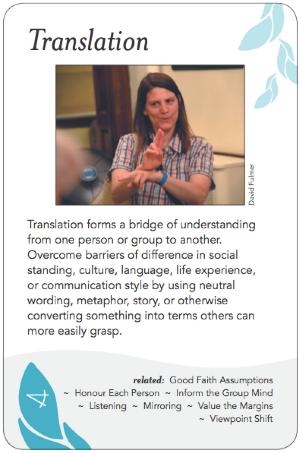 Translation
David Fulmer
Translation forms a bridge of understanding
from one person or group to another.
Overcome barriers of difference in social
standing, culture, language, life experience,
or communication style by using neutral
wording, metaphor, story, or otherwise
converting something into terms others can
more easily grasp.
related: Good Faith Assumptions
~ Honour Each Person ~ Inform the Group Mind
~ Listening ~ Mirroring ~ Value the Margins
~ Viewpoint Shift
4